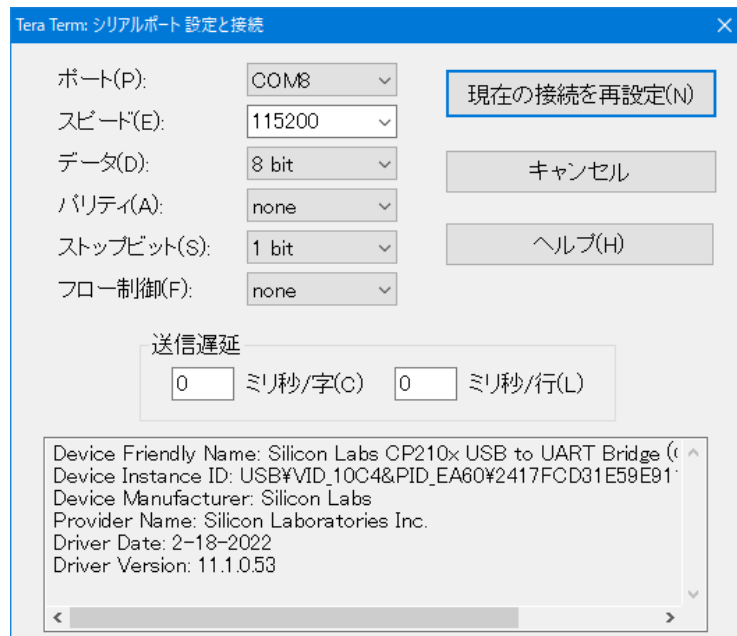 Tera Term: シリアルポート 設定と接続
ポート(P): COM8
現在の接続を再設定(N)
スピード(E): 115200
データ(D): 8 bit
キャンセル
パリティ(A): none
ストップビット(S): 1 bit
ヘルプ(H)
フロー制御(F): none
送信遅延
0 ミリ秒/字(C) 0 ミリ秒/行(L)
Device Friendly Name: Silicon Labs CP210x USB to UART Bridge (
Device Instance ID: USB¥VID_10C4&PID_EA60¥2417FCD31E59E91
Device Manufacturer: Silicon Labs
Provider Name: Silicon Laboratories Inc.
Driver Date: 2-18-2022
Driver Version: 11.1.0.53